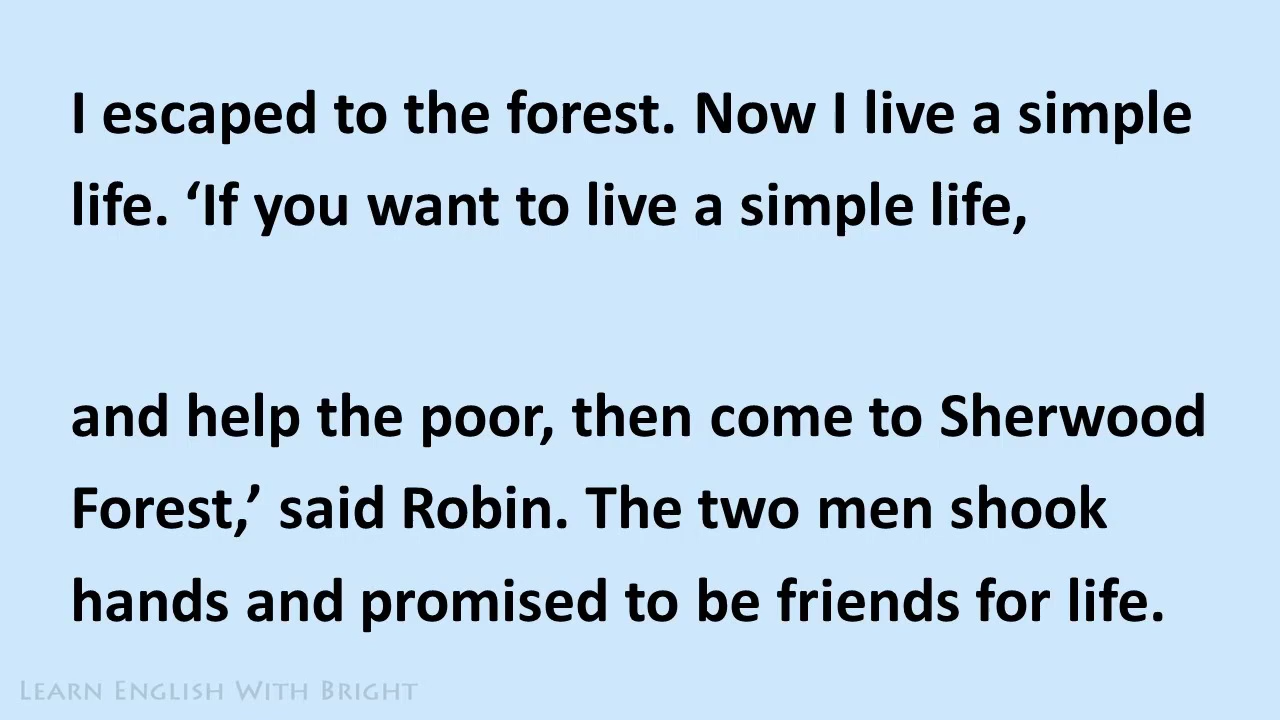 I escaped to the forest. Now I live a simple
life. ‘If you want to live a simple life,
and help the poor, then come to Sherwood
Forest,’ said Robin. The two men shook
hands and promised to be friends for life.
LEARN ENGLISH WITH BRIGHT